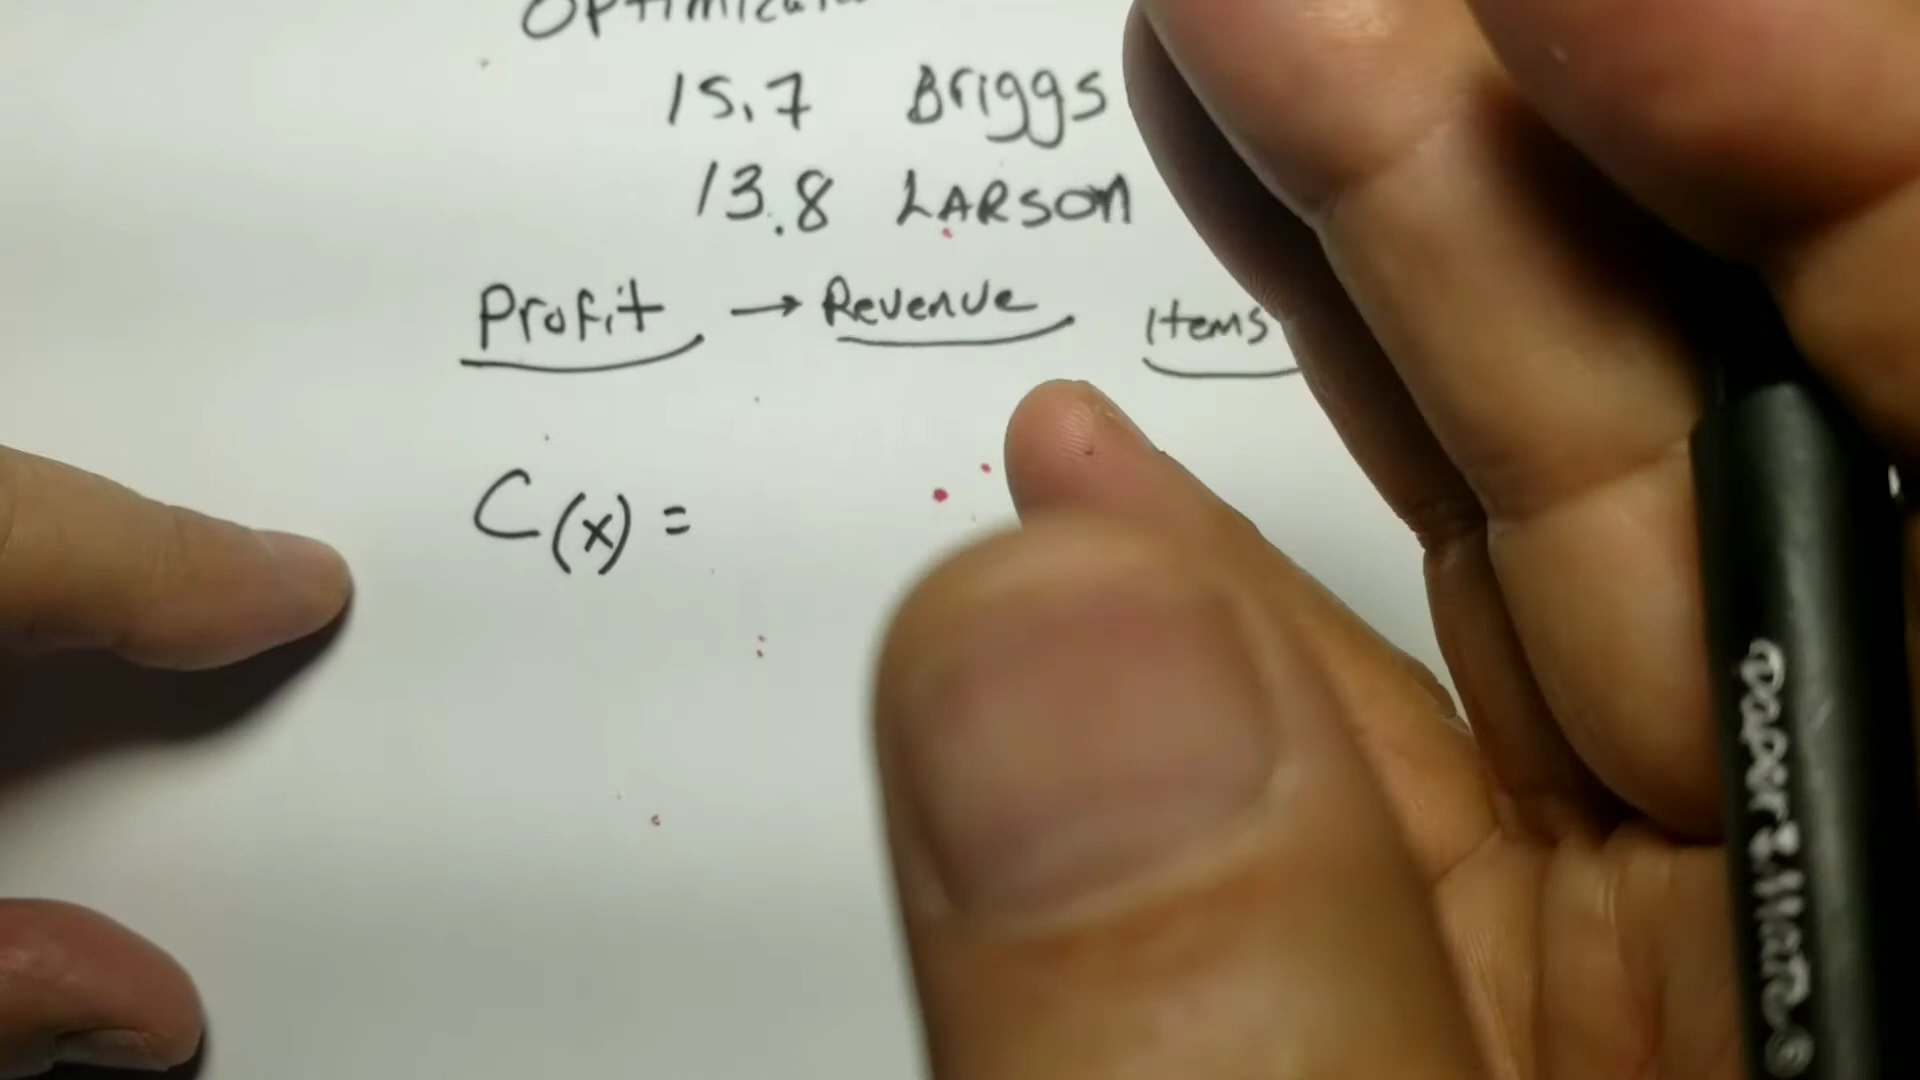 15.7 Briggs
13.8 LARSON
Profit → Revenue Items
C(x) =